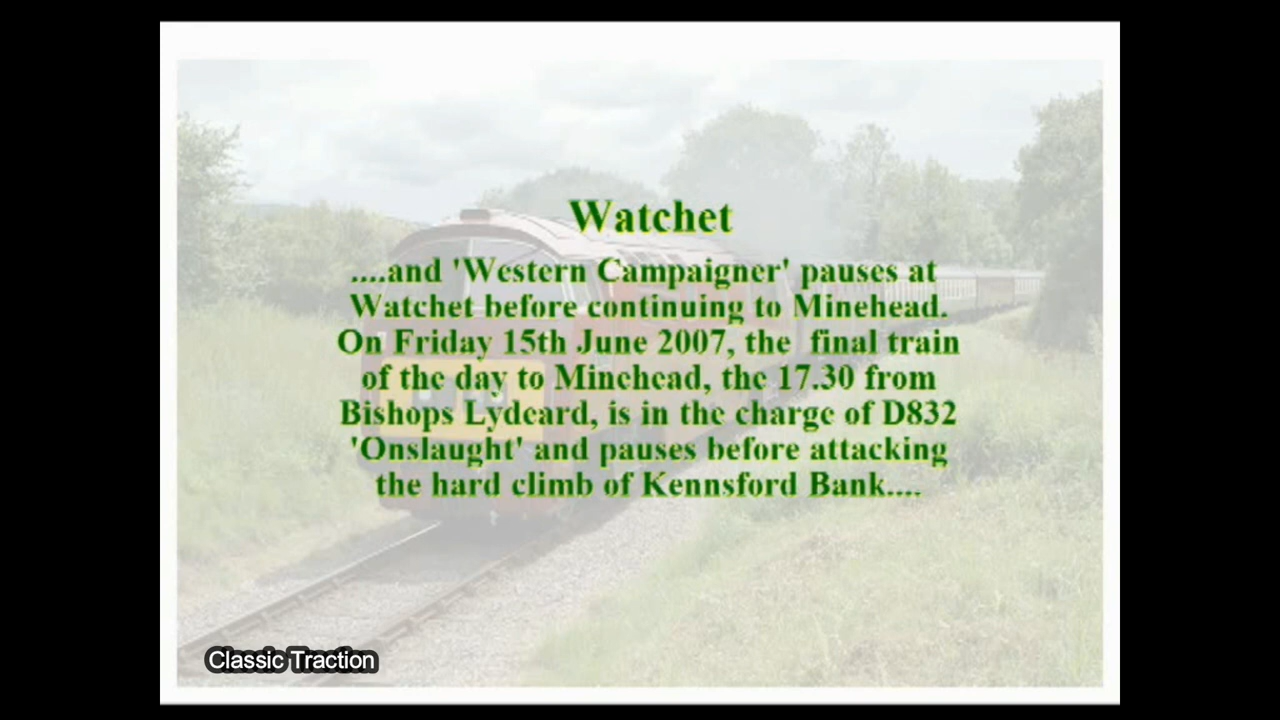 Watchet
....and 'Western Campaigner' pauses at
Watchet before continuing to Minehead.
On Friday 15th June 2007, the final train
of the day to Minehead, the 17.30 from
Bishops Lydeard, is in the charge of D832
'Onslaught' and pauses before attacking
the hard climb of Kennsford Bank....
Classic Traction